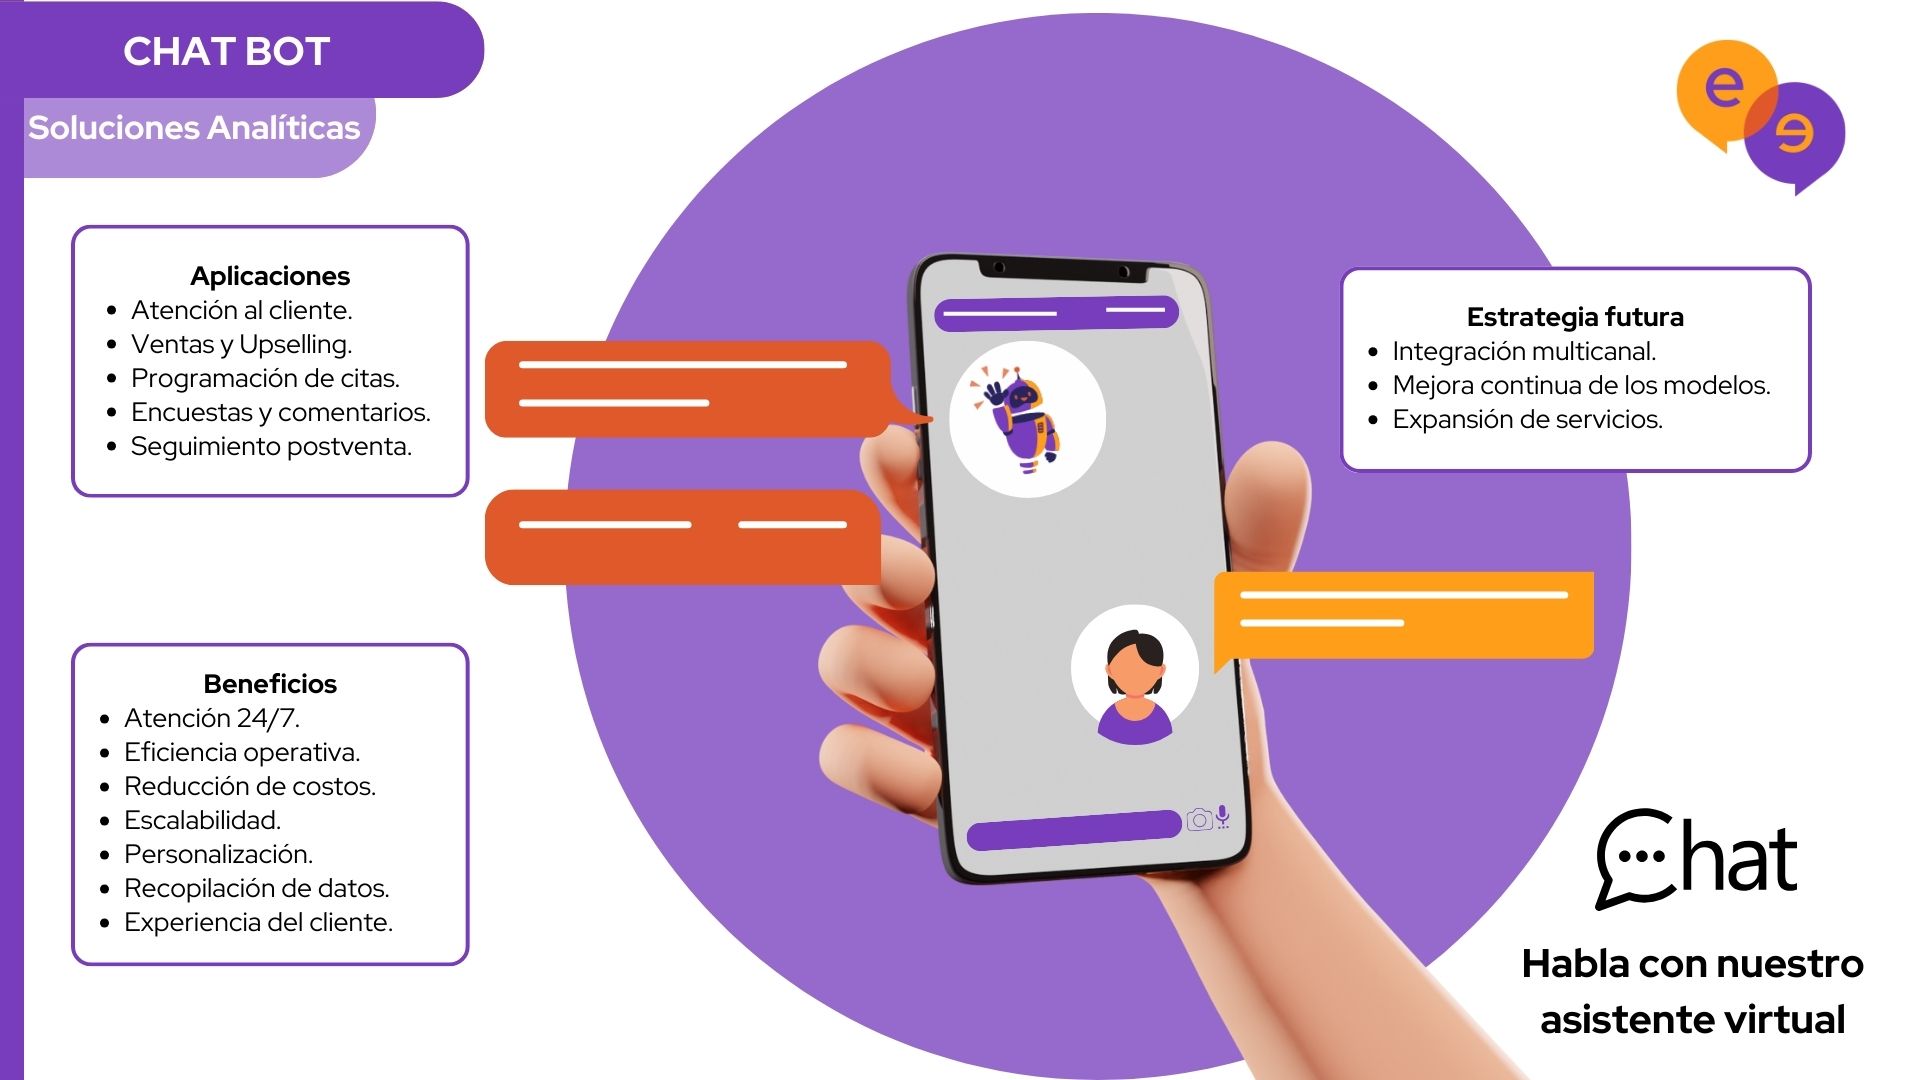 CHAT BOT
Soluciones Analíticas
e e
Aplicaciones
• Atención al cliente.
• Ventas y Upselling.
• Programación de citas.
• Encuestas y comentarios.
• Seguimiento postventa.
Estrategia futura
• Integración multicanal.
• Mejora continua de los modelos.
• Expansión de servicios.
Beneficios
• Atención 24/7.
• Eficiencia operativa.
• Reducción de costos.
• Escalabilidad.
• Personalización.
• Recopilación de datos.
• Experiencia del cliente.
Chat
Habla con nuestro
asistente virtual